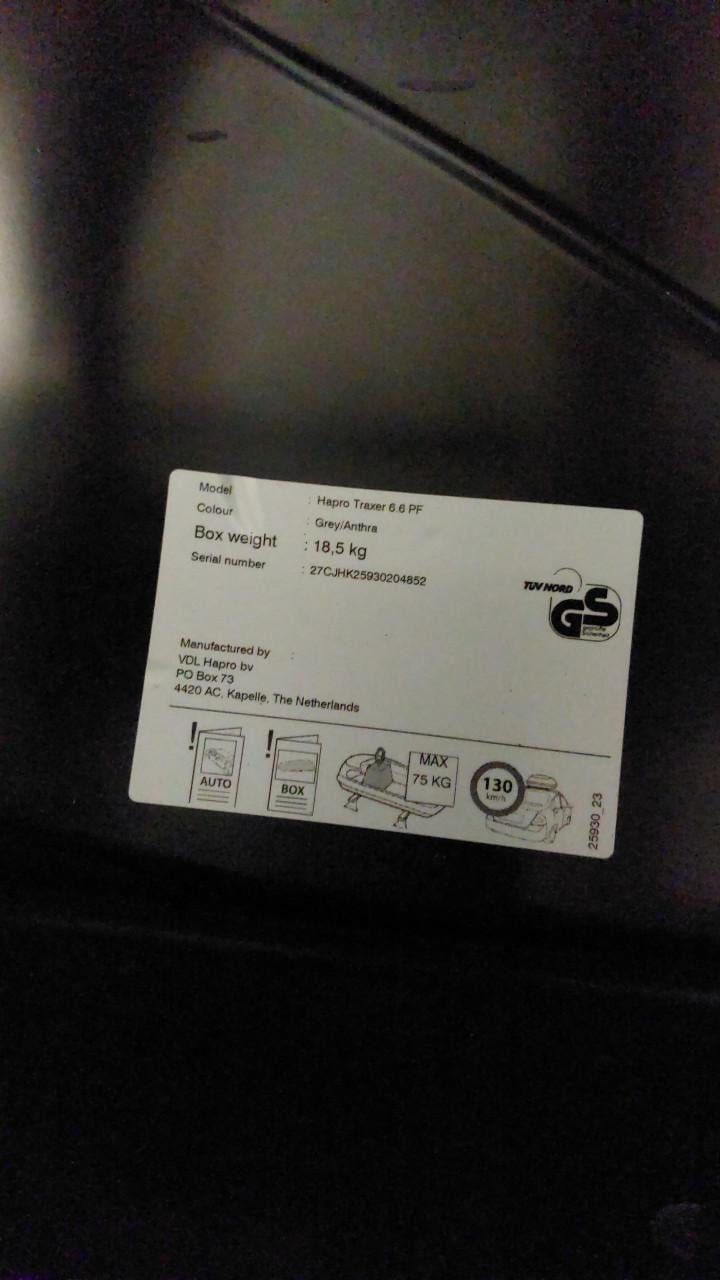 Model : Hapro Traxer 6.6 PF
Colour : Grey/Anthra
Box weight : 18,5 kg
Serial number : 27CJHK25930204852
TÜV NORD
GS
geprüfte
Sicherheit
Manufactured by :
VDL Hapro bv
PO Box 73
4420 AC, Kapelle, The Netherlands
! AUTO
! BOX
MAX
75 KG
130
km/h
25930_23